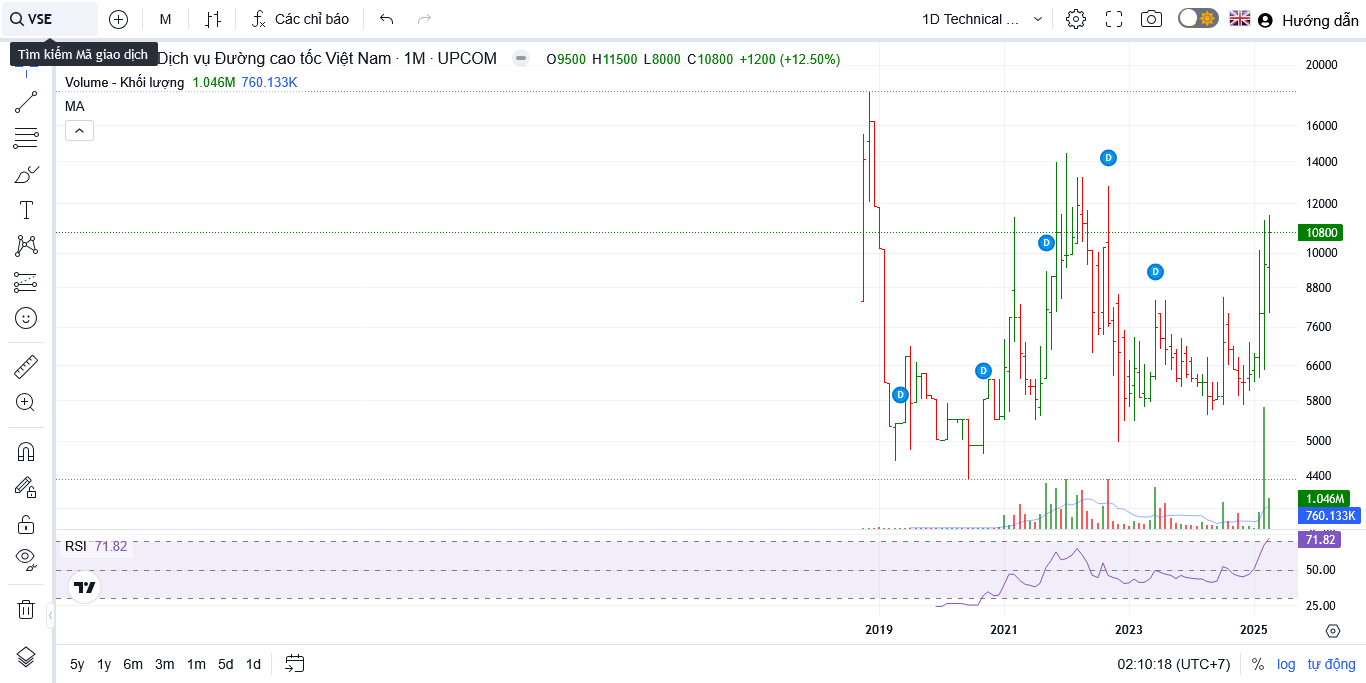 VSE
M
Các chỉ báo
1D Technical ...
Hướng dẫn
Tìm kiếm Mã giao dịch
Dịch vụ Đường cao tốc Việt Nam · 1M · UPCOM
O9500 H11500 L8000 C10800 +1200 (+12.50%)
Volume - Khối lượng 1.046M 760.133K
MA
20000
16000
14000
12000
10800
10000
8800
7600
6600
5800
5000
4400
1.046M
760.133K
D
D
D
D
D
RSI 71.82
71.82
50.00
25.00
2019 2021 2023 2025
5y 1y 6m 3m 1m 5d 1d
02:10:18 (UTC+7) % log tự động